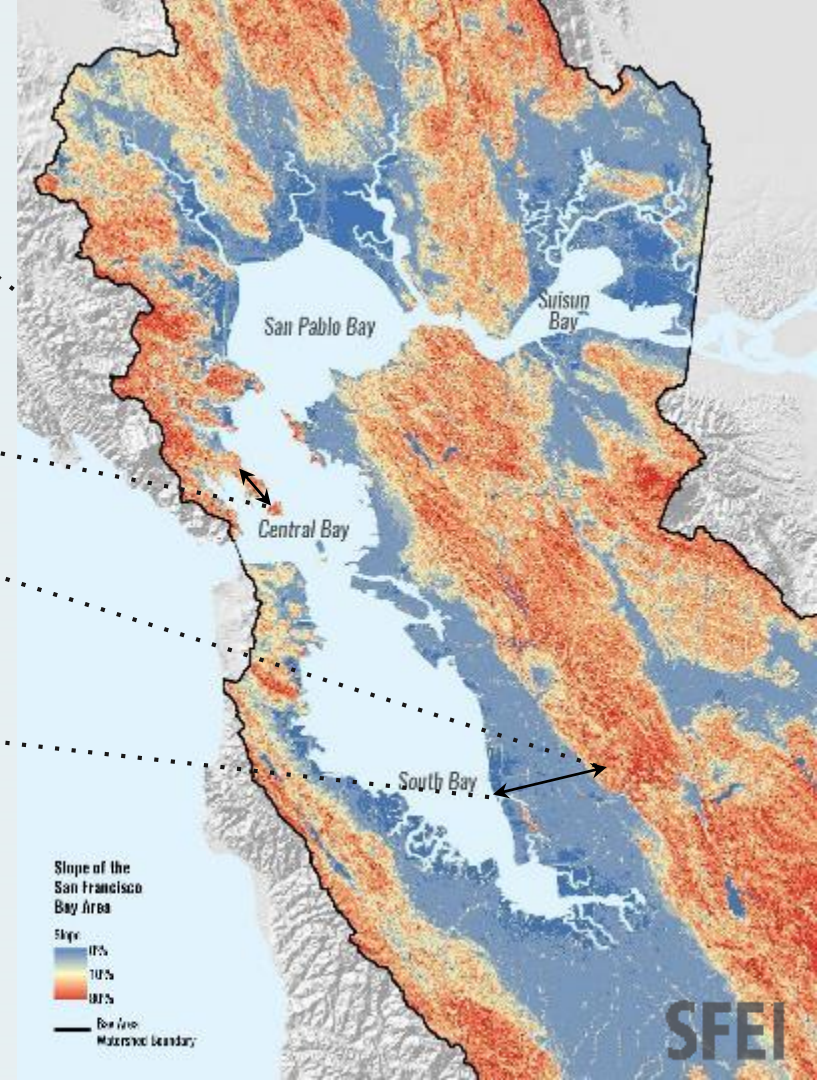 San Pablo Bay
Suisun
Bay
Central Bay
South Bay
Slope of the
San Francisco
Bay Area
Slope
0%
10%
80%
Bay Area
Watershed Boundary
SFEI